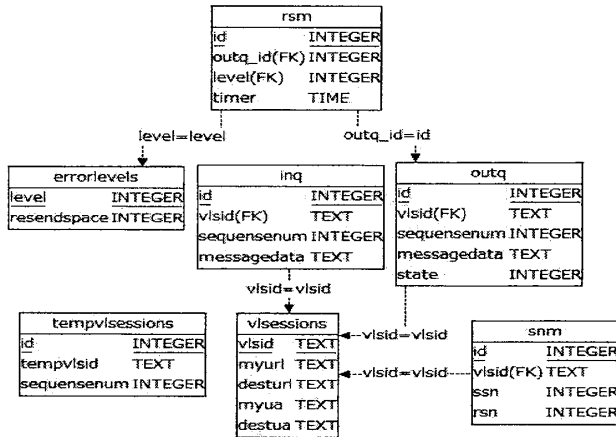 rsm
id INTEGER
outq_id(FK) INTEGER
level(FK) INTEGER
timer TIME
level=level
outq_id=id
errorlevels
level INTEGER
resendspace INTEGER
inq
id INTEGER
vlsid(FK) TEXT
sequensenum INTEGER
messagedata TEXT
outq
id INTEGER
vlsid(FK) TEXT
sequensenum INTEGER
messagedata TEXT
state INTEGER
vlsid=vlsid
tempvlsessions
id INTEGER
tempvlsid TEXT
sequensenum INTEGER
vlsessions
vlsid TEXT
myurl TEXT
desturl TEXT
myua TEXT
destua TEXT
vlsid=vlsid
vlsid=vlsid
snm
id INTEGER
vlsid(FK) TEXT
ssn INTEGER
rsn INTEGER